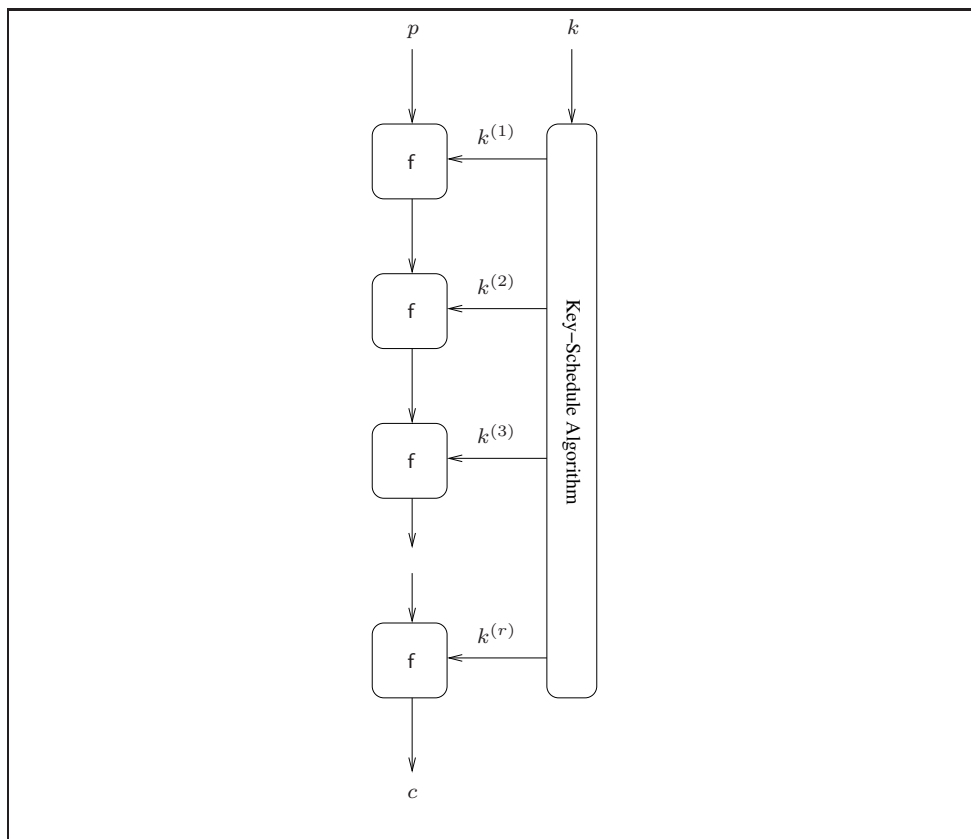 p k
k^(1)
f
k^(2)
f
k^(3)
f
k^(r)
f
Key–Schedule Algorithm
c